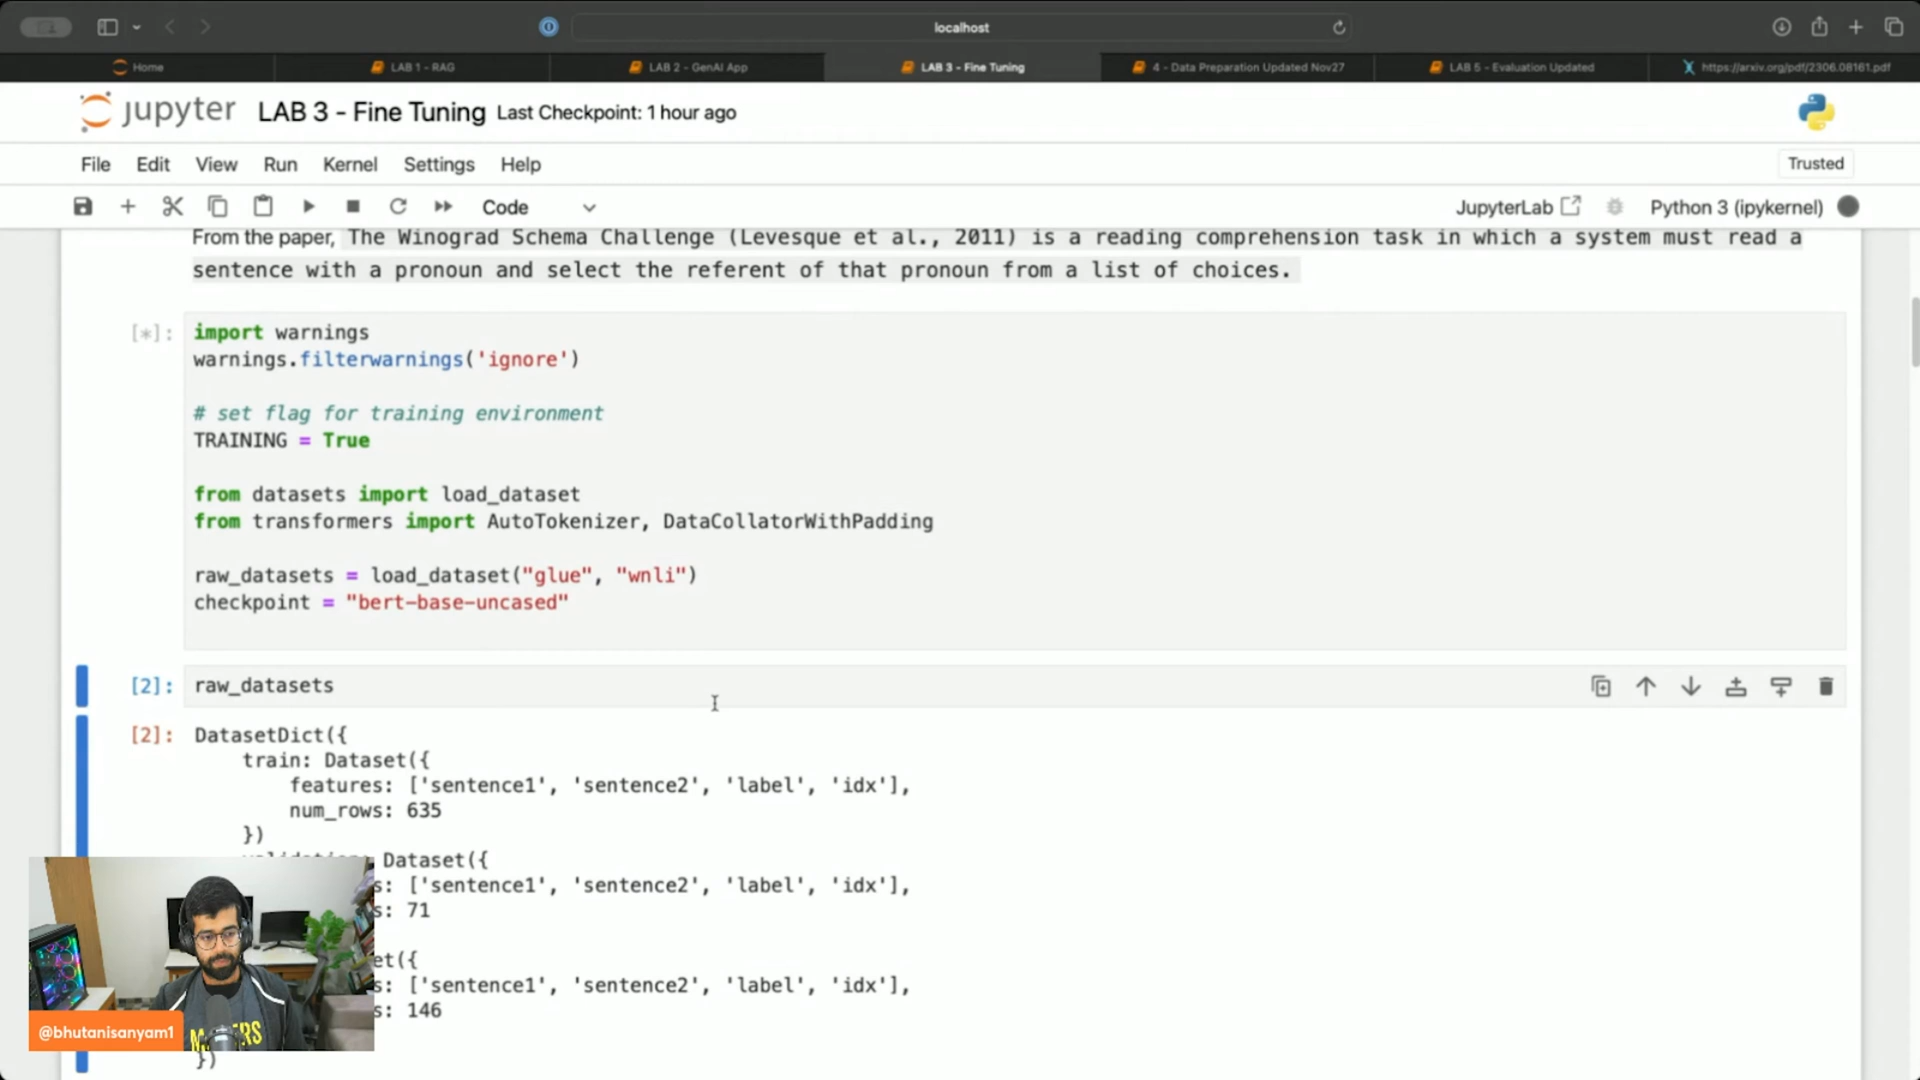 localhost
Home
LAB 1 - RAG
LAB 2 - GenAI App
LAB 3 - Fine Tuning
4 - Data Preparation Updated Nov27
LAB 5 - Evaluation Updated
https://arxiv.org/pdf/2306.08161.pdf
jupyter LAB 3 - Fine Tuning Last Checkpoint: 1 hour ago
File Edit View Run Kernel Settings Help
Trusted
Code
JupyterLab
Python 3 (ipykernel)
From the paper, The Winograd Schema Challenge (Levesque et al., 2011) is a reading comprehension task in which a system must read a
sentence with a pronoun and select the referent of that pronoun from a list of choices.
[*]: import warnings
warnings.filterwarnings('ignore')
# set flag for training environment
TRAINING = True
from datasets import load_dataset
from transformers import AutoTokenizer, DataCollatorWithPadding
raw_datasets = load_dataset("glue", "wnli")
checkpoint = "bert-base-uncased"
[2]: raw_datasets
[2]: DatasetDict({
train: Dataset({
features: ['sentence1', 'sentence2', 'label', 'idx'],
num_rows: 635
})
Dataset({
s: ['sentence1', 'sentence2', 'label', 'idx'],
s: 71
et({
s: ['sentence1', 'sentence2', 'label', 'idx'],
s: 146
})
@bhutanisanyam1